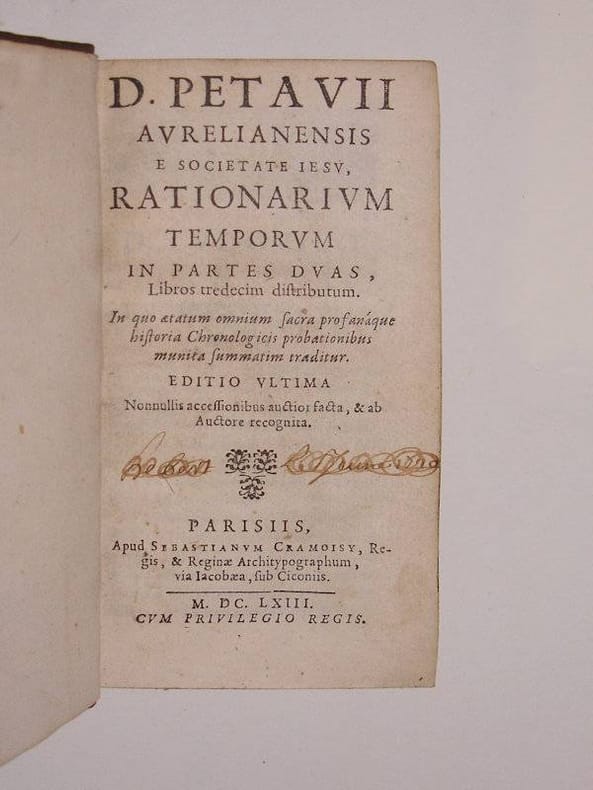 D. PETAVII
AVRELIANENSIS
E SOCIETATE IESV,
RATIONARIVM
TEMPORVM
IN PARTES DVAS,
Libros tredecim distributum.
In quo ætatum omnium sacra profanáque
historia Chronologicis probationibus
munita summatim traditur.
EDITIO VLTIMA
Nonnullis accessionibus auctior facta, & ab
Auctore recognita.
PARISIIS,
Apud SEBASTIANVM CRAMOISY, Re-
gis, & Reginæ Architypographum,
via Iacobæa, sub Ciconiis.
M. DC. LXIII.
CVM PRIVILEGIO REGIS.